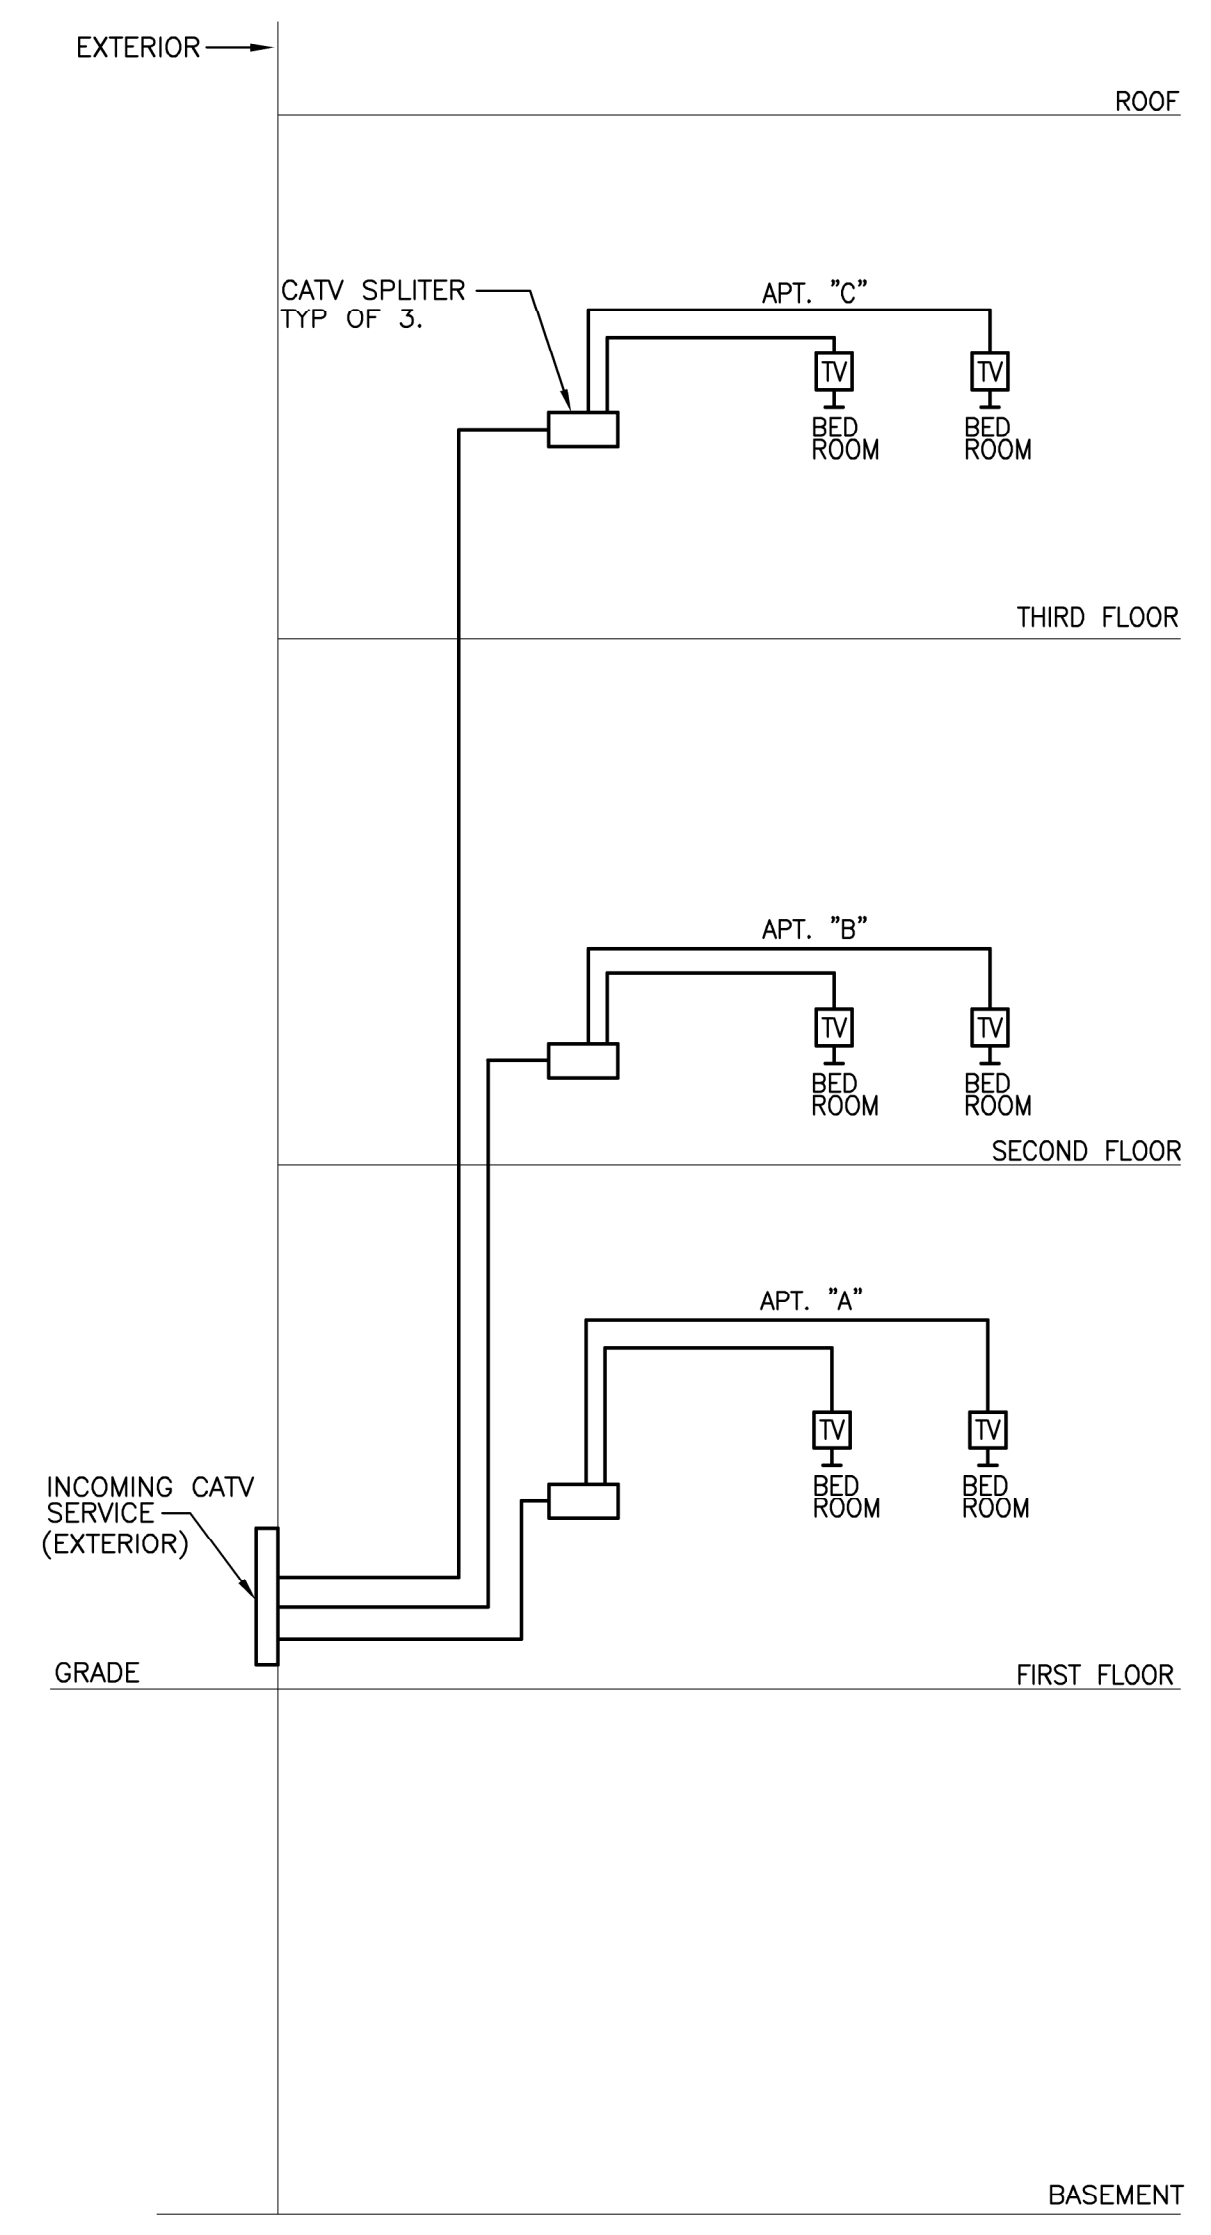 EXTERIOR
ROOF
CATV SPLITER
TYP OF 3.
APT. "C"
TV
TV
BED
ROOM
BED
ROOM
THIRD FLOOR
APT. "B"
TV
TV
BED
ROOM
BED
ROOM
SECOND FLOOR
APT. "A"
TV
TV
BED
ROOM
BED
ROOM
INCOMING CATV
SERVICE
(EXTERIOR)
GRADE
FIRST FLOOR
BASEMENT